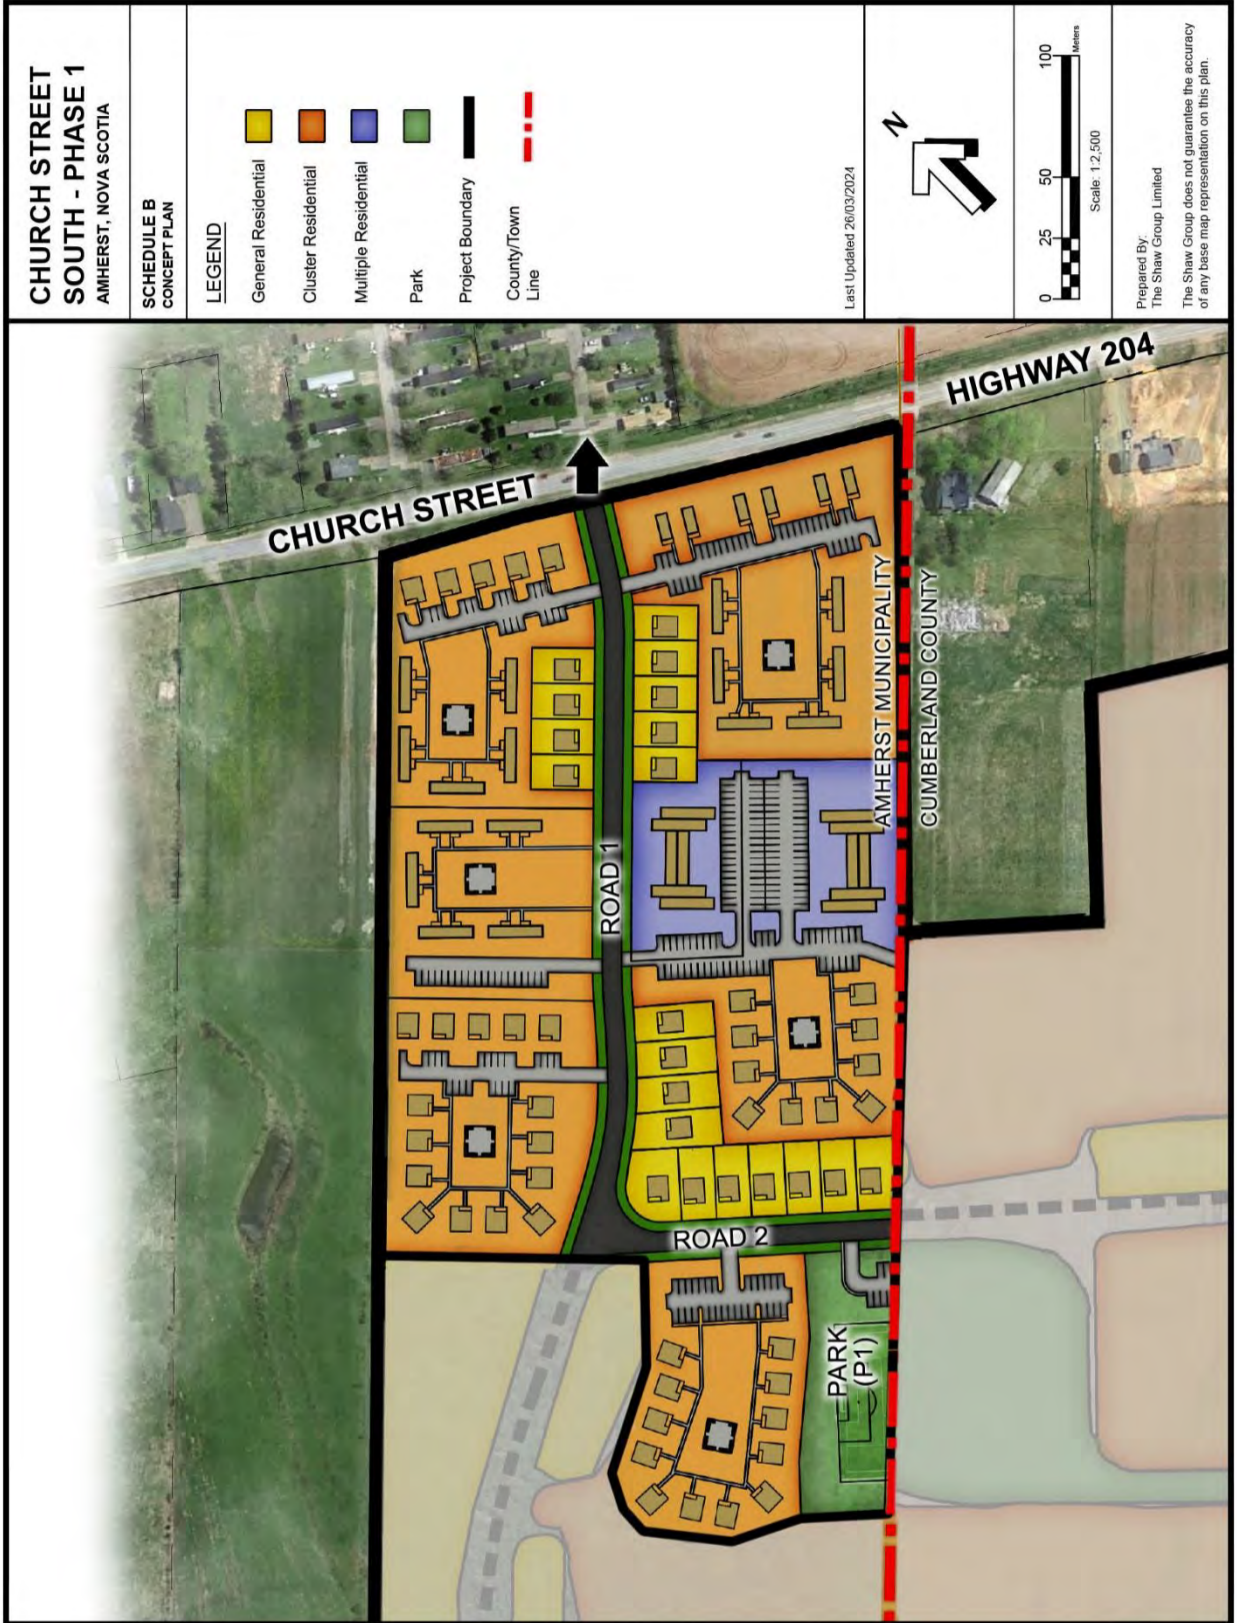 CHURCH STREET
SOUTH - PHASE 1
AMHERST, NOVA SCOTIA
SCHEDULE B
CONCEPT PLAN
LEGEND
General Residential
Cluster Residential
Multiple Residential
Park
Project Boundary
County/Town
Line
Last Updated 26/03/2024
N
0 25 50 100
Meters
Scale: 1:2,500
Prepared By:
The Shaw Group Limited
The Shaw Group does not guarantee the accuracy
of any base map representation on this plan.
CHURCH STREET
HIGHWAY 204
AMHERST MUNICIPALITY
CUMBERLAND COUNTY
ROAD 1
ROAD 2
PARK
(P1)